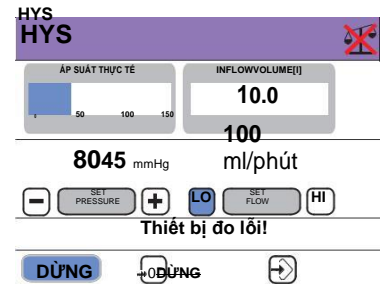 HYS
HYS
ÁP SUẤT THỰC TẾ
INFLOWVOLUME[l]
10.0
0 50 100 150
100
8045 mmHg
ml/phút
SET PRESSURE
LO
SET FLOW
HI
Thiết bị đo lỗi!
DỪNG
→0DỪNG